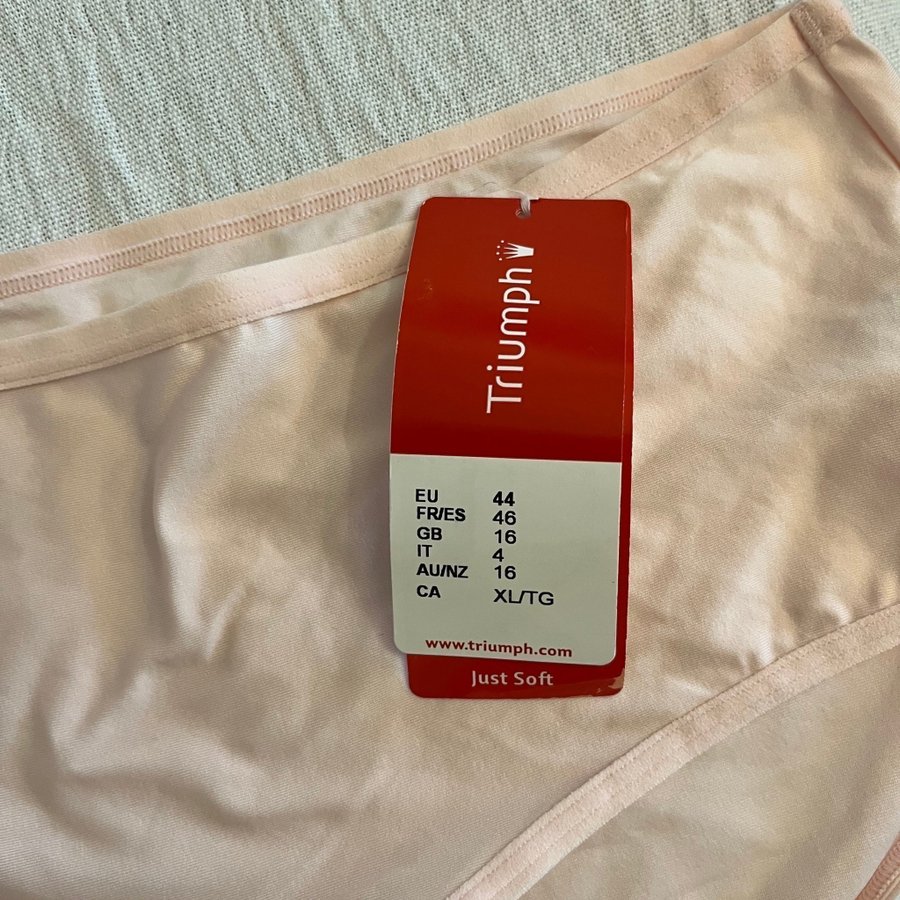 Triumph
EU 44
FR/ES 46
GB 16
IT 4
AU/NZ 16
CA XL/TG
www.triumph.com
Just Soft